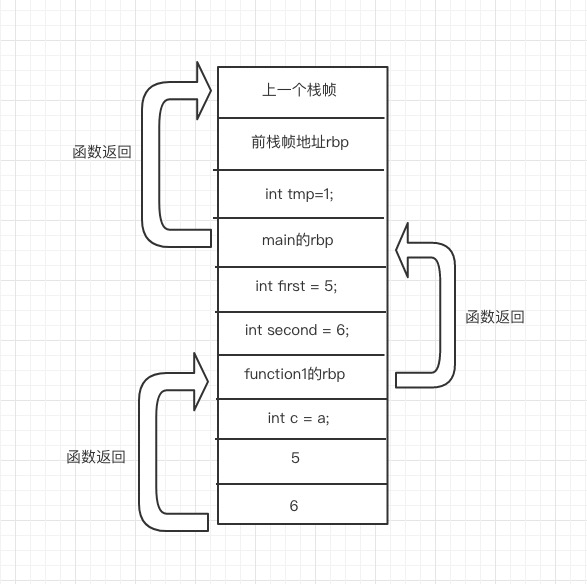 上一个栈帧
前栈帧地址rbp
函数返回
int tmp=1;
main的rbp
int first = 5;
函数返回
int second = 6;
function1的rbp
int c = a;
函数返回
5
6